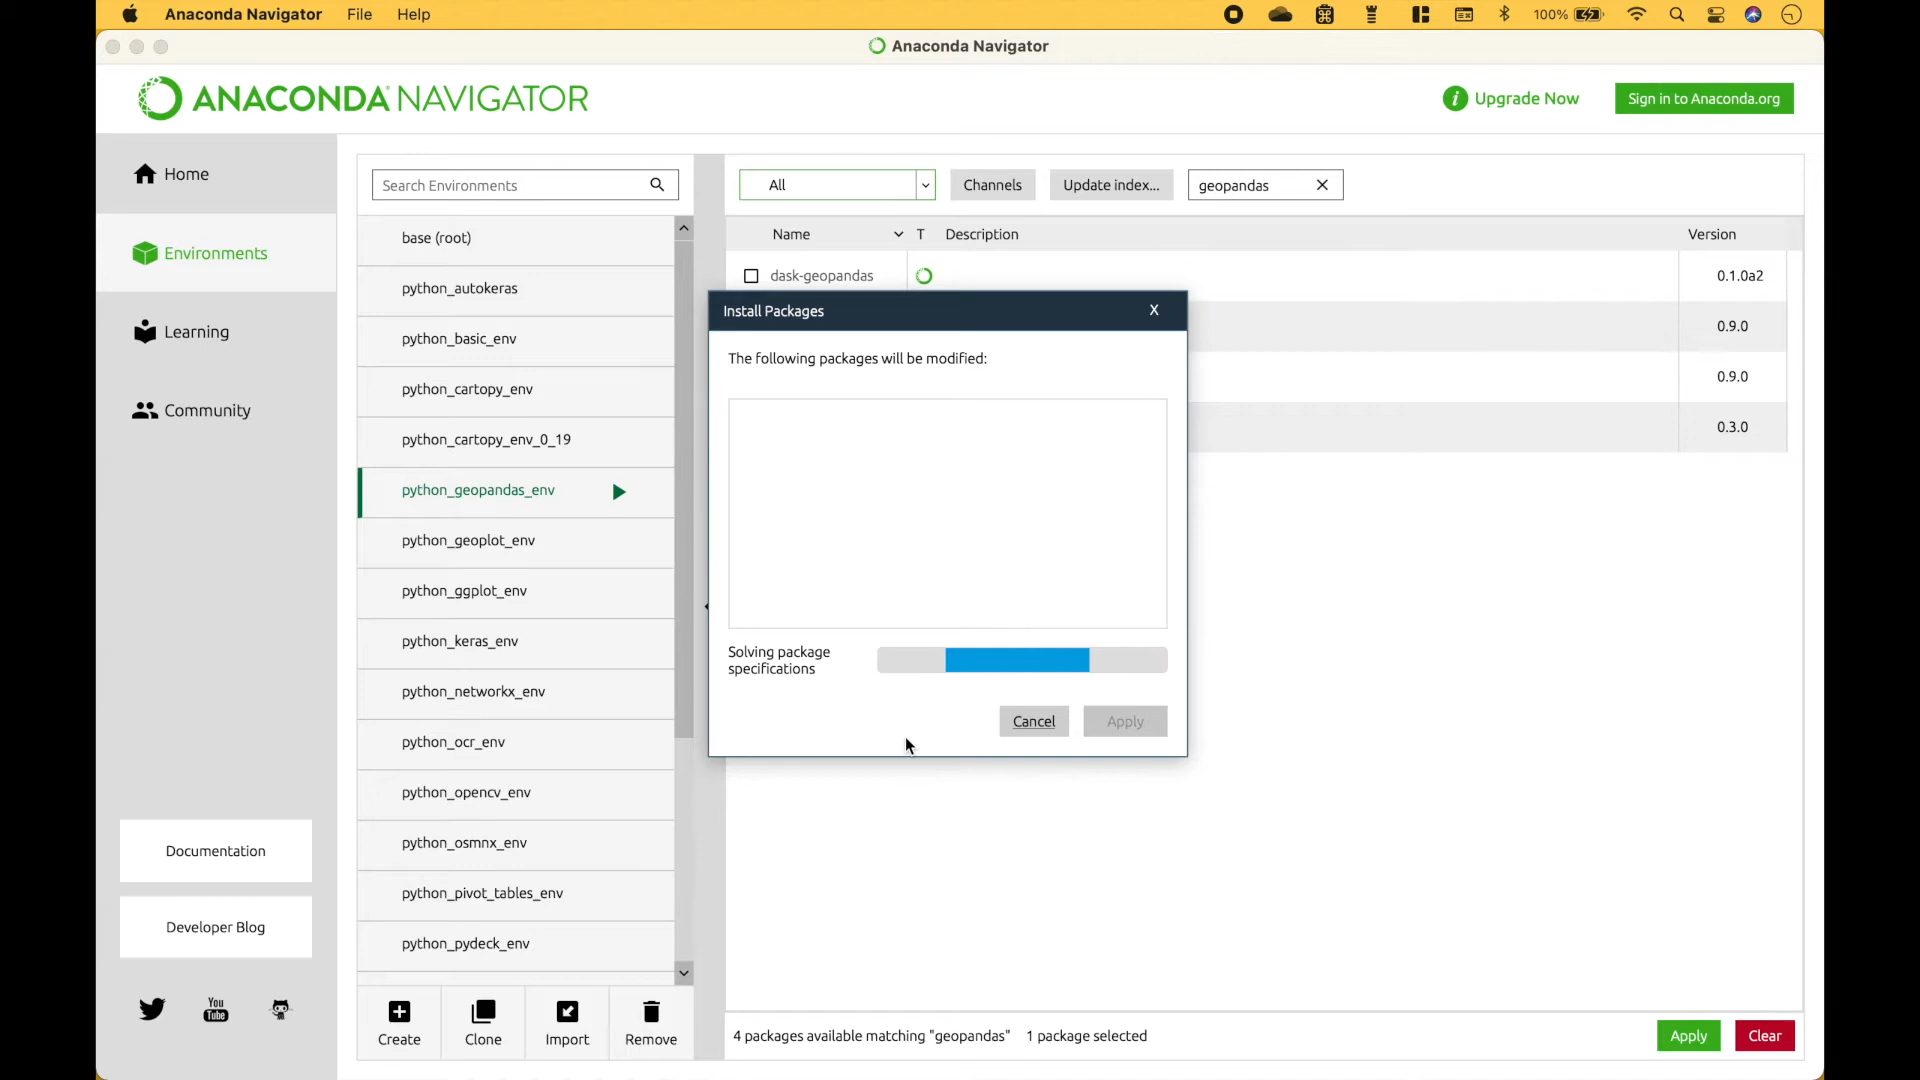 Anaconda Navigator File Help
100%
Anaconda Navigator
ANACONDA NAVIGATOR
i Upgrade Now
Sign in to Anaconda.org
Home
Environments
Learning
Community
Documentation
Developer Blog
You
Tube
Search Environments
base (root)
python_autokeras
python_basic_env
python_cartopy_env
python_cartopy_env_0_19
python_geopandas_env
python_geoplot_env
python_ggplot_env
python_keras_env
python_networkx_env
python_ocr_env
python_opencv_env
python_osmnx_env
python_pivot_tables_env
python_pydeck_env
Create Clone Import Remove
All Channels Update index... geopandas
Name T Description Version
dask-geopandas 0.1.0a2
0.9.0
0.9.0
0.3.0
Install Packages X
The following packages will be modified:
Solving package
specifications
Cancel Apply
4 packages available matching "geopandas" 1 package selected
Apply Clear